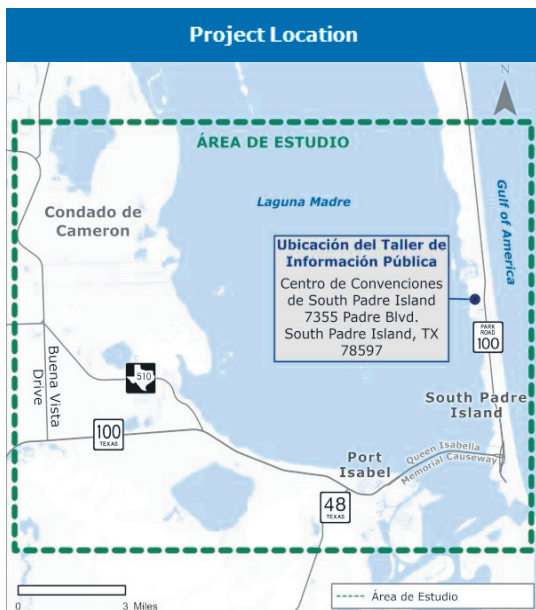 Project Location
N
ÁREA DE ESTUDIO
Condado de
Cameron
Laguna Madre
Gulf of America
Ubicación del Taller de
Información Pública
Centro de Convenciones
de South Padre Island
7355 Padre Blvd.
South Padre Island, TX
78597
PARK
ROAD
100
Buena Vista
Drive
510
100
TEXAS
South Padre
Island
Port
Isabel
Queen Isabella
Memorial Causeway
48
TEXAS
0 3 Miles
Área de Estudio